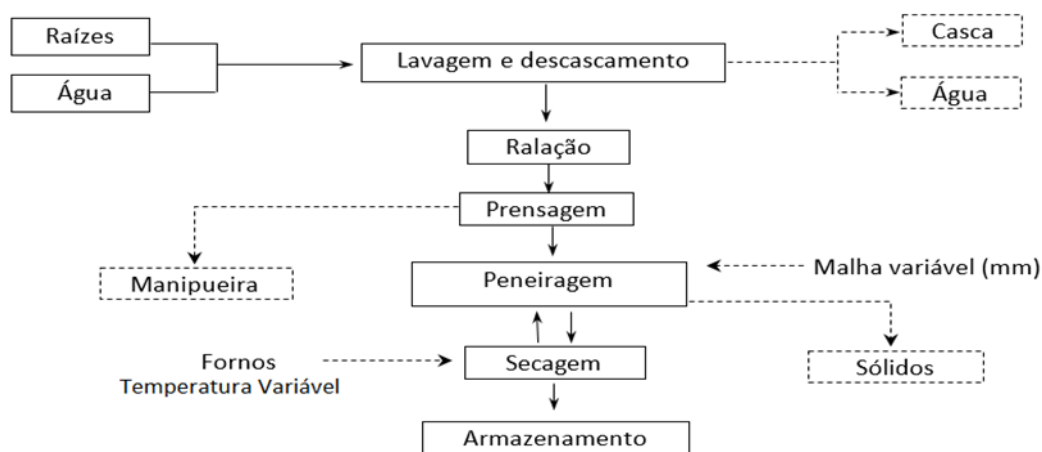 Raízes
Água
Lavagem e descascamento
Casca
Água
Ralação
Prensagem
Manipueira
Peneiragem
Malha variável (mm)
Fornos
Temperatura Variável
Secagem
Sólidos
Armazenamento